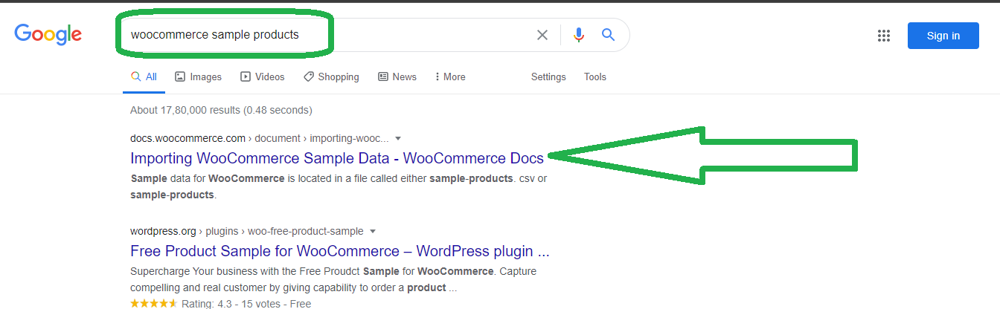 Google
woocommerce sample products
Sign in
All Images Videos Shopping News More Settings Tools
About 17,80,000 results (0.48 seconds)
docs.woocommerce.com › document › importing-wooc...
Importing WooCommerce Sample Data - WooCommerce Docs
Sample data for WooCommerce is located in a file called either sample-products. csv or
sample-products.
wordpress.org › plugins › woo-free-product-sample
Free Product Sample for WooCommerce – WordPress plugin ...
Supercharge Your business with the Free Proudct Sample for WooCommerce. Capture
compelling and real customer by giving capability to order a product ...
Rating: 4.3 - 15 votes - Free